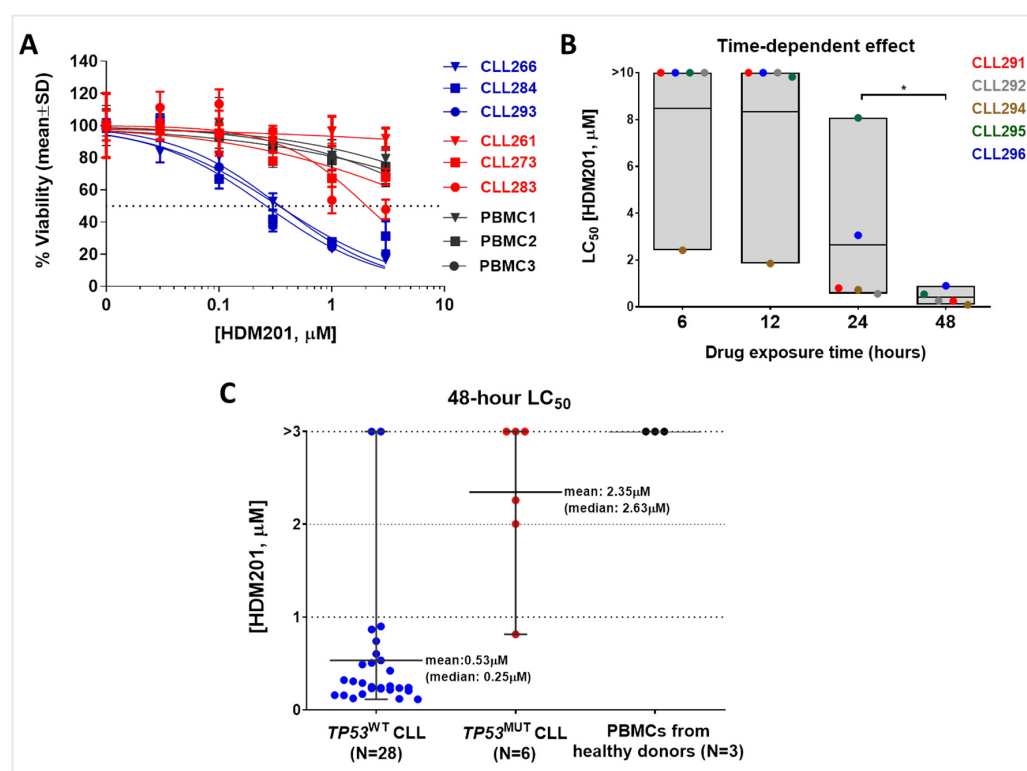 A
% Viability (mean±SD)
140
120
100
80
60
40
20
0
0
0.1
1
10
[HDM201, µM]
CLL266
CLL284
CLL293
CLL261
CLL273
CLL283
PBMC1
PBMC2
PBMC3
B
Time-dependent effect
LC50 [HDM201, µM]
>10
8
6
4
2
0
*
6
12
24
48
Drug exposure time (hours)
CLL291
CLL292
CLL294
CLL295
CLL296
C
48-hour LC50
[HDM201, µM]
>3
2
1
0
mean:0.53µM
(median: 0.25µM)
mean: 2.35µM
(median: 2.63µM)
TP53WT CLL
(N=28)
TP53MUT CLL
(N=6)
PBMCs from
healthy donors (N=3)